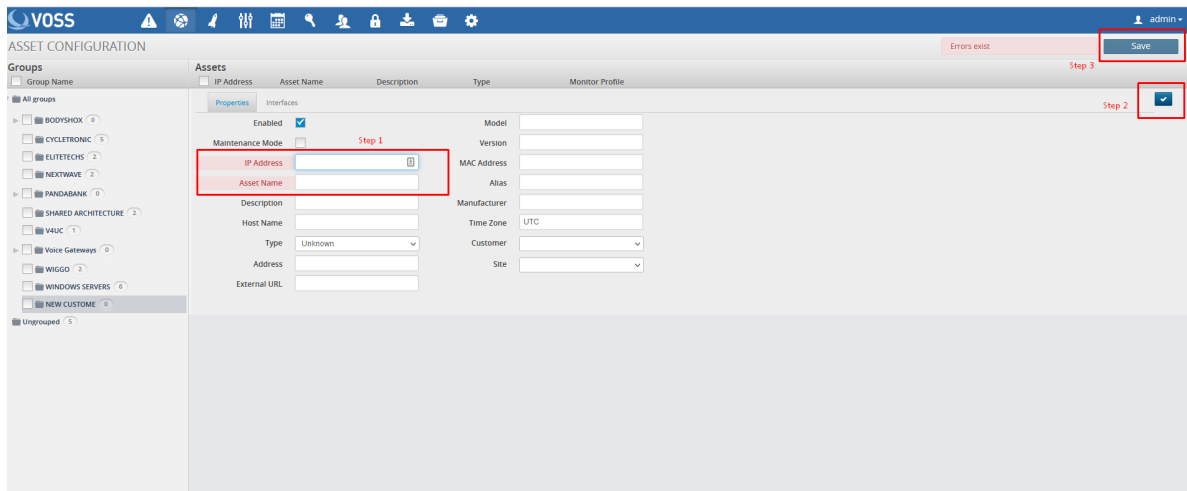 VOSS
admin
ASSET CONFIGURATION
Errors exist
Save
Step 3
Groups
Group Name
All groups
BODYSHOX 0
CYCLETRONIC 5
ELITETECHS 2
NEXTWAVE 2
PANDABANK 0
SHARED ARCHITECTURE 2
V4UC 1
Voice Gateways 0
WIGGO 2
WINDOWS SERVERS 6
NEW CUSTOME 0
Ungrouped 5
Assets
IP Address Asset Name Description Type Monitor Profile
Properties Interfaces
Step 2
Enabled Model
Maintenance Mode Step 1 Version
IP Address MAC Address
Asset Name Alias
Description Manufacturer
Host Name Time Zone UTC
Type Unknown Customer
Address Site
External URL